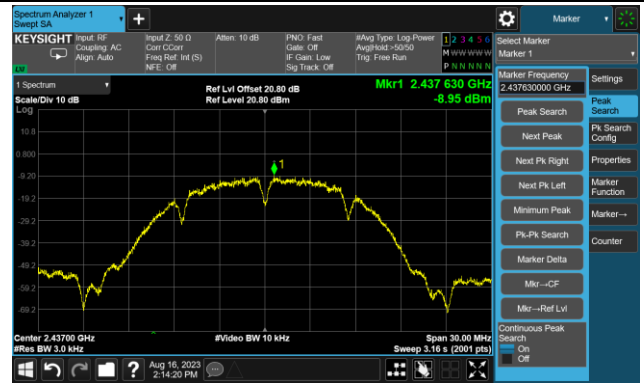 Spectrum Analyzer 1
Swept SA
+
Marker
KEYSIGHT
Input: RF
Coupling: AC
Align: Auto
Input Z: 50 Ω
Corr CCorr
Freq Ref: Int (S)
NFE: Off
Atten: 10 dB
PNO: Fast
Gate: Off
IF Gain: Low
Sig Track: Off
#Avg Type: Log-Power
Avg|Hold:>50/50
Trig: Free Run
1 2 3 4 5 6
M W W W W W
P N N N N N
Select Marker
Marker 1
1 Spectrum
Scale/Div 10 dB
Log
Ref Lvl Offset 20.80 dB
Ref Level 20.80 dBm
Mkr1 2.437 630 GHz
-8.95 dBm
10.8
0.800
-9.20
-19.2
-29.2
-39.2
-49.2
-59.2
-69.2
1
Center 2.43700 GHz
#Res BW 3.0 kHz
#Video BW 10 kHz
Span 30.00 MHz
Sweep 3.16 s (2001 pts)
Marker Frequency
2.437630000 GHz
Peak Search
Next Peak
Next Pk Right
Next Pk Left
Minimum Peak
Pk-Pk Search
Marker Delta
Mkr→CF
Mkr→Ref Lvl
Continuous Peak
Search
On
Off
Settings
Peak
Search
Pk Search
Config
Properties
Marker
Function
Marker→
Counter
?
Aug 16, 2023
2:14:20 PM